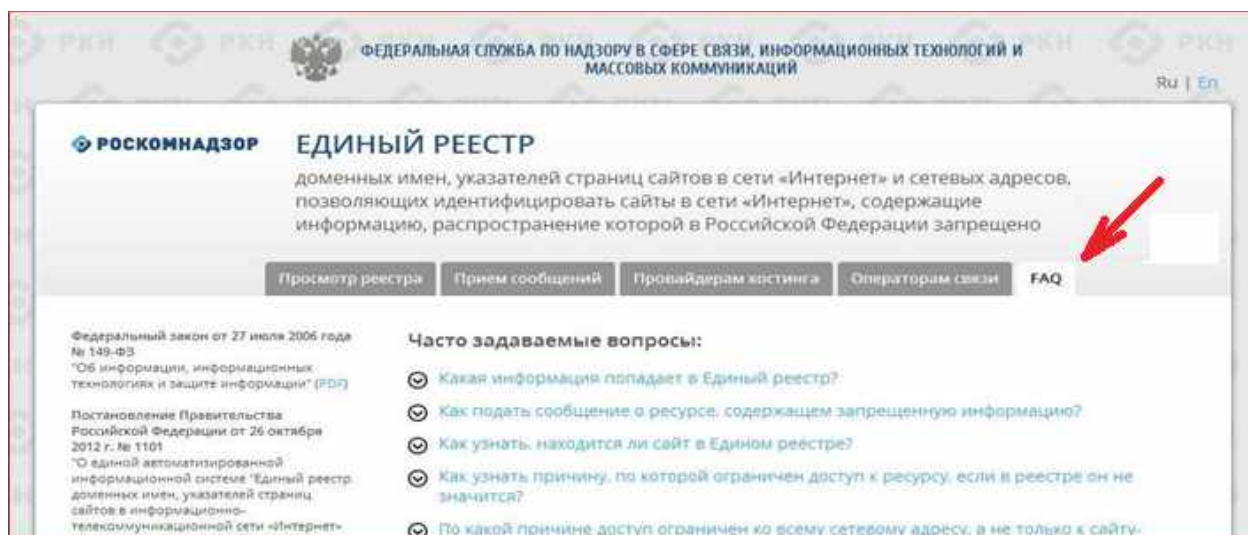 ФЕДЕРАЛЬНАЯ СЛУЖБА ПО НАДЗОРУ В СФЕРЕ СВЯЗИ, ИНФОРМАЦИОННЫХ ТЕХНОЛОГИЙ И
МАССОВЫХ КОММУНИКАЦИЙ
Ru | En
РОСКОМНАДЗОР
ЕДИНЫЙ РЕЕСТР
доменных имен, указателей страниц сайтов в сети «Интернет» и сетевых адресов,
позволяющих идентифицировать сайты в сети «Интернет», содержащие
информацию, распространение которой в Российской Федерации запрещено
Просмотр реестра
Прием сообщений
Провайдерам хостинга
Операторам связи
FAQ
Федеральный закон от 27 июля 2006 года
№ 149-ФЗ
"Об информации, информационных
технологиях и защите информации" (PDF)
Постановление Правительства
Российской Федерации от 26 октября
2012 г. № 1101
"О единой автоматизированной
информационной системе "Единый реестр
доменных имен, указателей страниц
сайтов в информационно-
телекоммуникационной сети «Интернет»
Часто задаваемые вопросы:
Какая информация попадает в Единый реестр?
Как подать сообщение о ресурсе, содержащем запрещенную информацию?
Как узнать, находится ли сайт в Едином реестре?
Как узнать причину, по которой ограничен доступ к ресурсу, если в реестре он не
значится?
По какой причине доступ ограничен ко всему сетевому адресу, а не только к сайту-